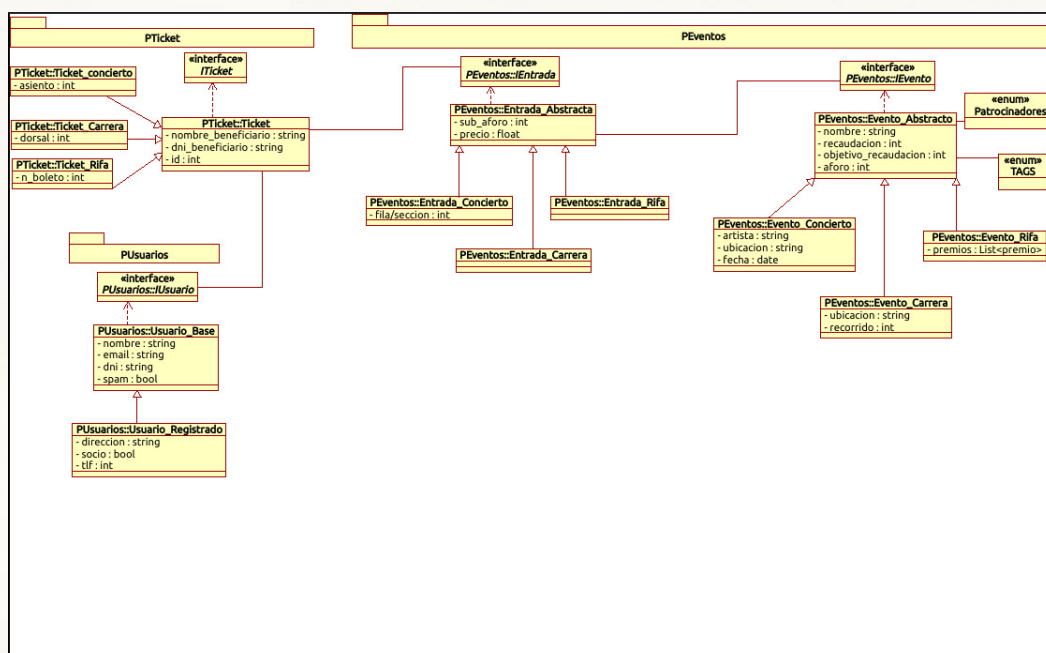 PTicket
PTicket::Ticket_concierto
- asiento : int
«interface»
ITicket
PTicket::Ticket_Carrera
- dorsal : int
PTicket::Ticket_Rifa
- n_boleto : int
PTicket::Ticket
- nombre_beneficiario : string
- dni_beneficiario : string
- id : int
PEventos
«interface»
PEventos::IEntrada
PEventos::Entrada_Abstracta
- sub_aforo : int
- precio : float
PEventos::Entrada_Concierto
- fila/seccion : int
PEventos::Entrada_Rifa
PEventos::Entrada_Carrera
«interface»
PEventos::IEvento
PEventos::Evento_Abstracto
- nombre : string
- recaudacion : int
- objetivo_recaudacion : int
- aforo : int
«enum»
Patrocinadores
«enum»
TAGS
PEventos::Evento_Concierto
- artista : string
- ubicacion : string
- fecha : date
PEventos::Evento_Rifa
- premios : List<premio>
PEventos::Evento_Carrera
- ubicacion : string
- recorrido : int
PUsuarios
«interface»
PUsuarios::IUsuario
PUsuarios::Usuario_Base
- nombre : string
- email : string
- dni : string
- spam : bool
PUsuarios::Usuario_Registrado
- direccion : string
- socio : bool
- tlf : int